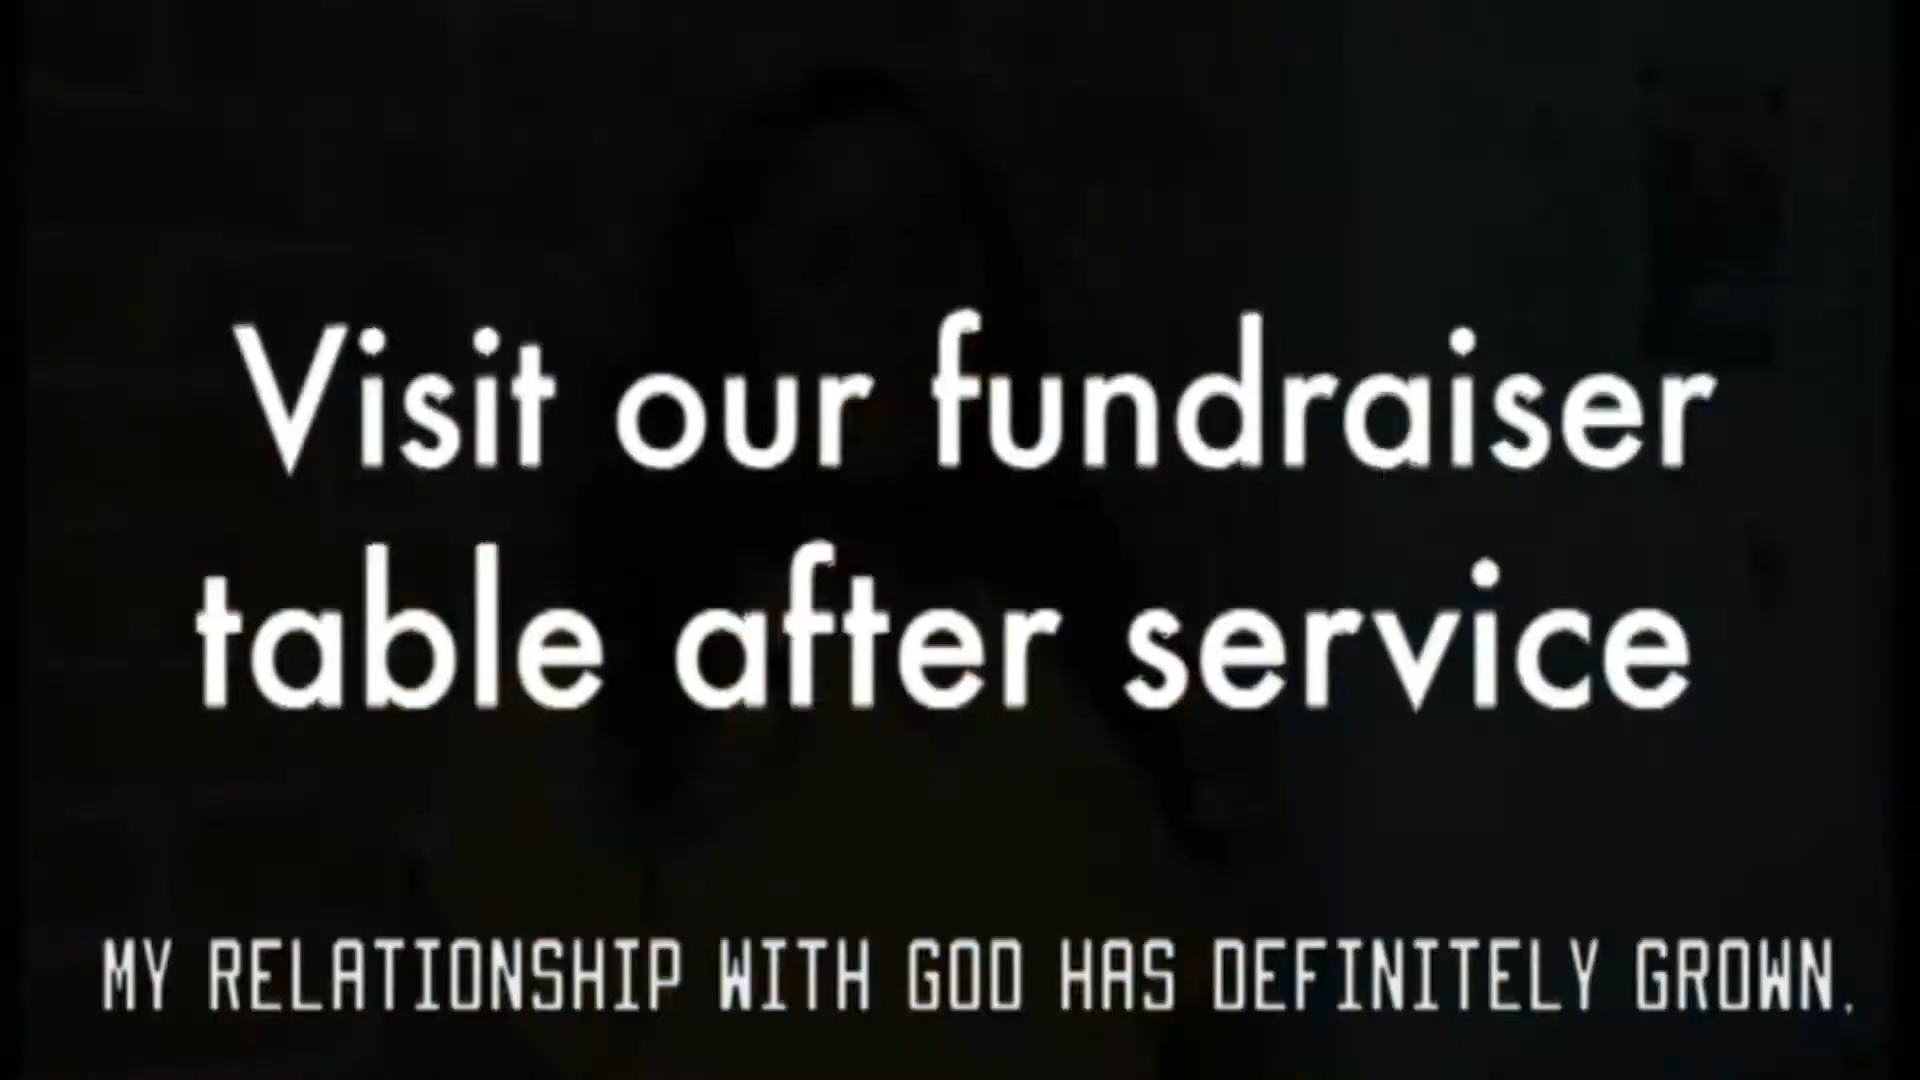 Visit our fundraiser
table after service
MY RELATIONSHIP WITH GOD HAS DEFINITELY GROWN.